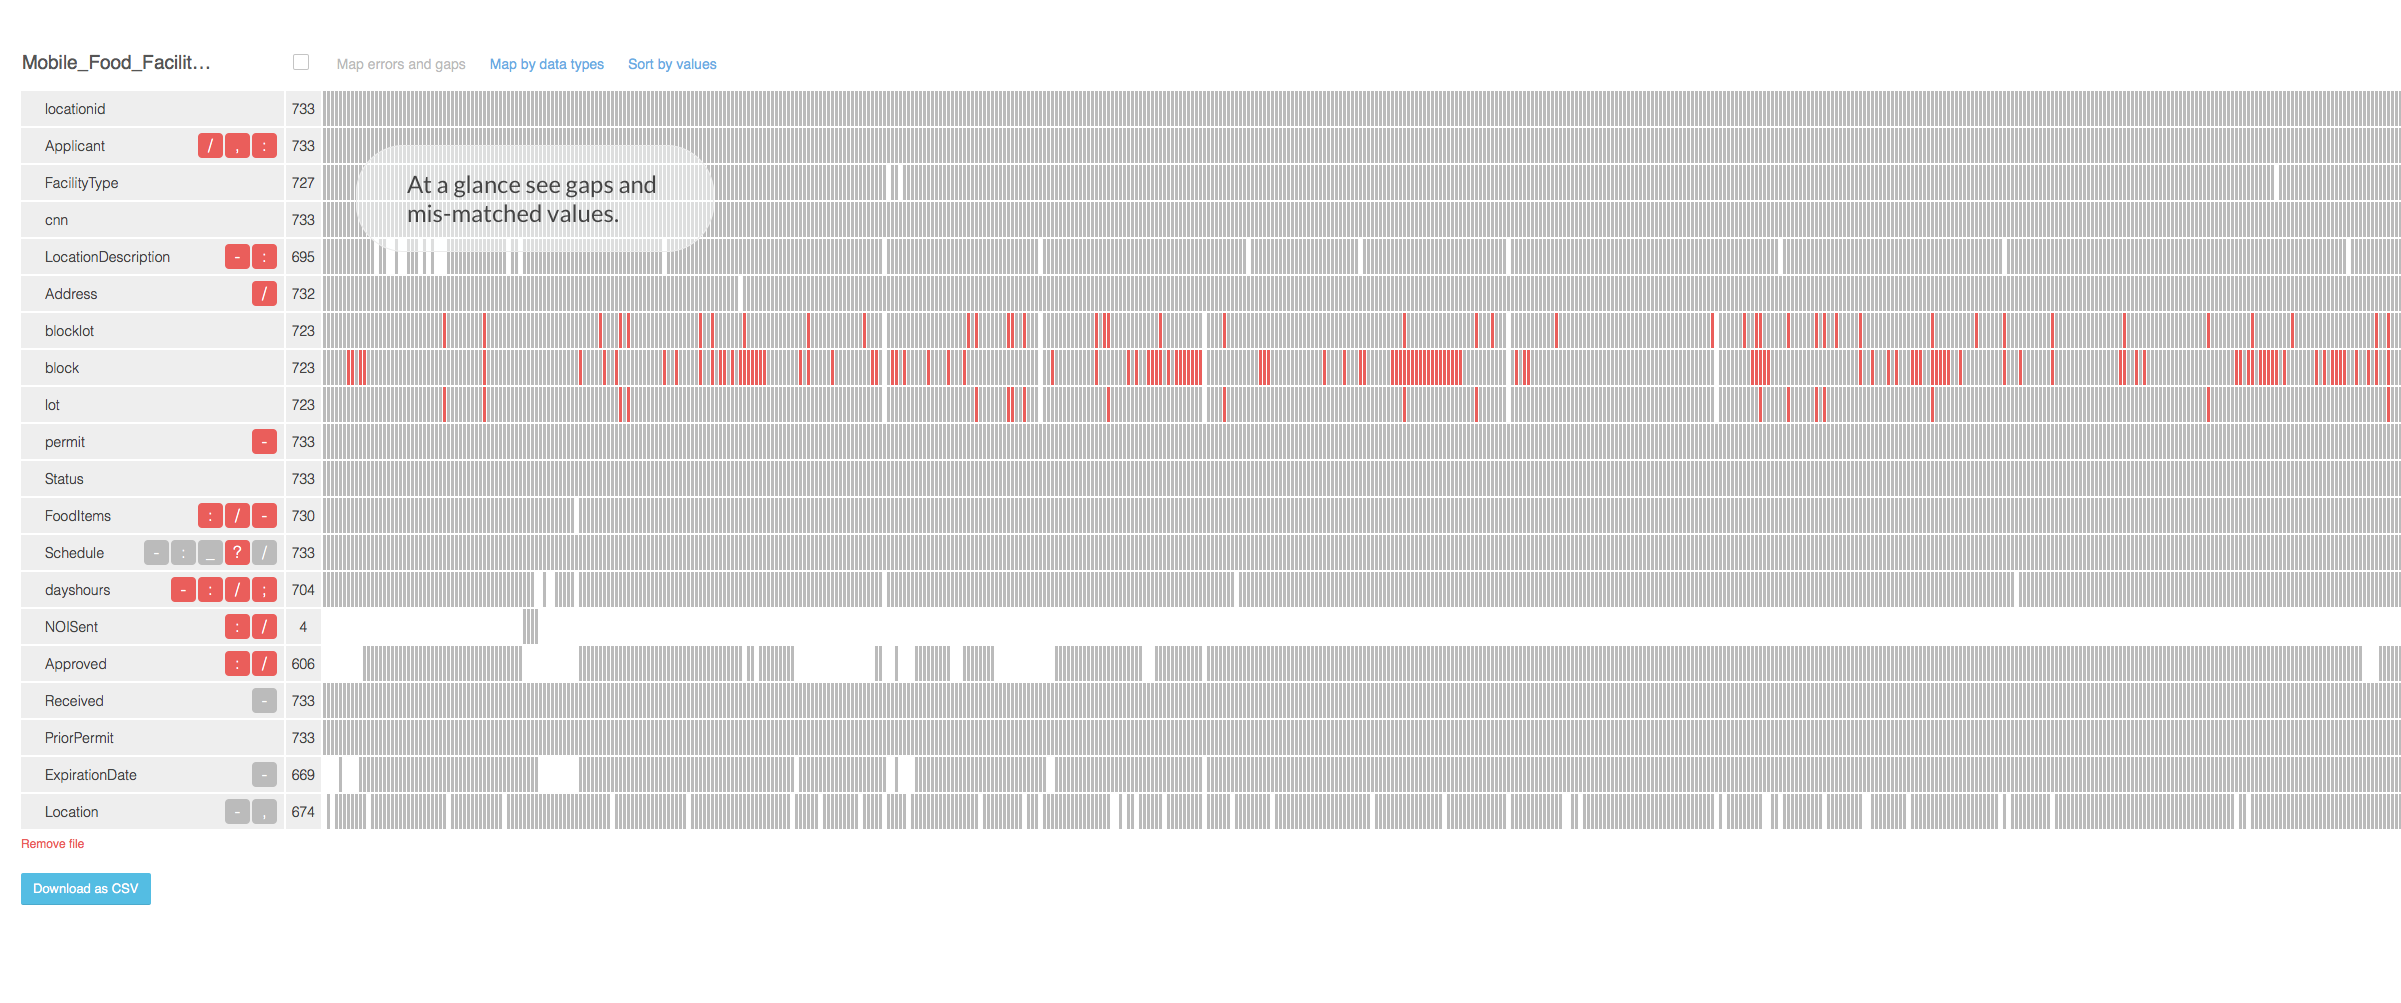 Mobile_Food_Facilit... Map errors and gaps Map by data types Sort by values
locationid 733
Applicant / , : 733
FacilityType 727
At a glance see gaps and
mis-matched values.
cnn 733
LocationDescription - : 695
Address / 732
blocklot 723
block 723
lot 723
permit - 733
Status 733
FoodItems : / - 730
Schedule - : _ ? / 733
dayshours - : / ; 704
NOISent : / 4
Approved : / 606
Received - 733
PriorPermit 733
ExpirationDate - 669
Location - , 674
Remove file
Download as CSV